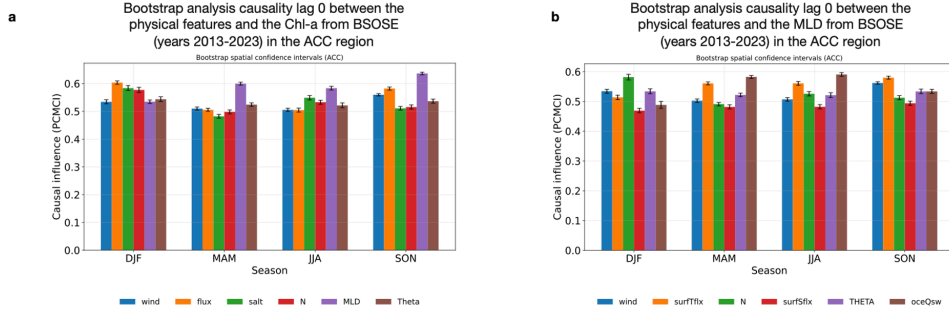 a
Bootstrap analysis causality lag 0 between the
physical features and the Chl-a from BSOSE
(years 2013-2023) in the ACC region
Bootstrap spatial confidence intervals (ACC)
Causal influence (PCMCI)
0.6
0.5
0.4
0.3
0.2
0.1
0.0
DJF MAM JJA SON
Season
wind flux salt N MLD Theta
b
Bootstrap analysis causality lag 0 between the
physical features and the MLD from BSOSE
(years 2013-2023) in the ACC region
Bootstrap spatial confidence intervals (ACC)
Causal influence (PCMCI)
0.6
0.5
0.4
0.3
0.2
0.1
0.0
DJF MAM JJA SON
Season
wind surfTflx N surfSflx THETA oceQsw